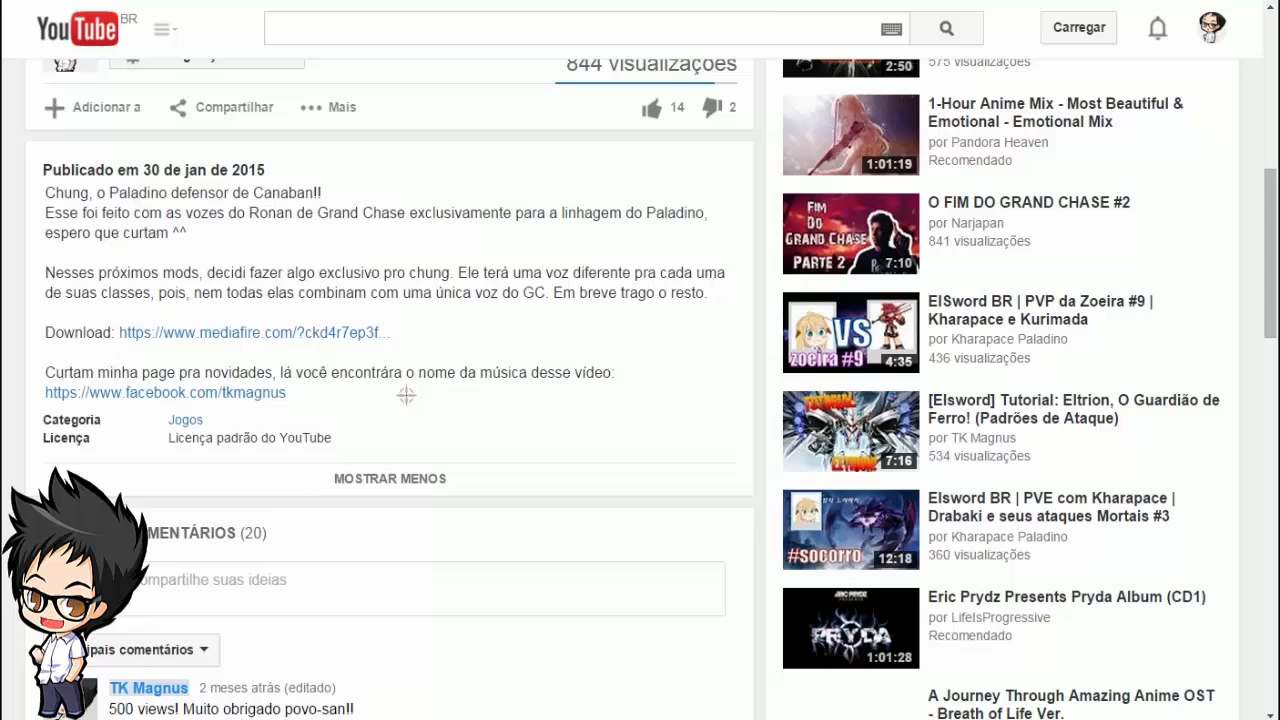 YouTube BR
Carregar
844 visualizações
Adicionar a
Compartilhar
Mais
14
2
Publicado em 30 de jan de 2015
Chung, o Paladino defensor de Canaban!!
Esse foi feito com as vozes do Ronan de Grand Chase exclusivamente para a linhagem do Paladino,
espero que curtam ^^
Nesses próximos mods, decidi fazer algo exclusivo pro chung. Ele terá uma voz diferente pra cada uma
de suas classes, pois, nem todas elas combinam com uma única voz do GC. Em breve trago o resto.
Download: https://www.mediafire.com/?ckd4r7ep3f...
Curtam minha page pra novidades, lá você encontrára o nome da música desse vídeo:
https://www.facebook.com/tkmagnus
Categoria Jogos
Licença Licença padrão do YouTube
MOSTRAR MENOS
MENTÁRIOS (20)
ompartilhe suas ideias
ipais comentários
TK Magnus 2 meses atrás (editado)
500 views! Muito obrigado povo-san!!
2:50
575 visualizações
1:01:19
1-Hour Anime Mix - Most Beautiful &
Emotional - Emotional Mix
por Pandora Heaven
Recomendado
FIM
DO
GRAND CHASE
PARTE 2
7:10
O FIM DO GRAND CHASE #2
por Narjapan
841 visualizações
VS
zoeira #9
4:35
ElSword BR | PVP da Zoeira #9 |
Kharapace e Kurimada
por Kharapace Paladino
436 visualizações
TUTORIAL:
ELTRION
7:16
[Elsword] Tutorial: Eltrion, O Guardião de
Ferro! (Padrões de Ataque)
por TK Magnus
534 visualizações
#socorro
12:18
Elsword BR | PVE com Kharapace |
Drabaki e seus ataques Mortais #3
por Kharapace Paladino
360 visualizações
ERIC PRYDZ
PRYDA
1:01:28
Eric Prydz Presents Pryda Album (CD1)
por LifeIsProgressive
Recomendado
A Journey Through Amazing Anime OST
- Breath of Life Ver.